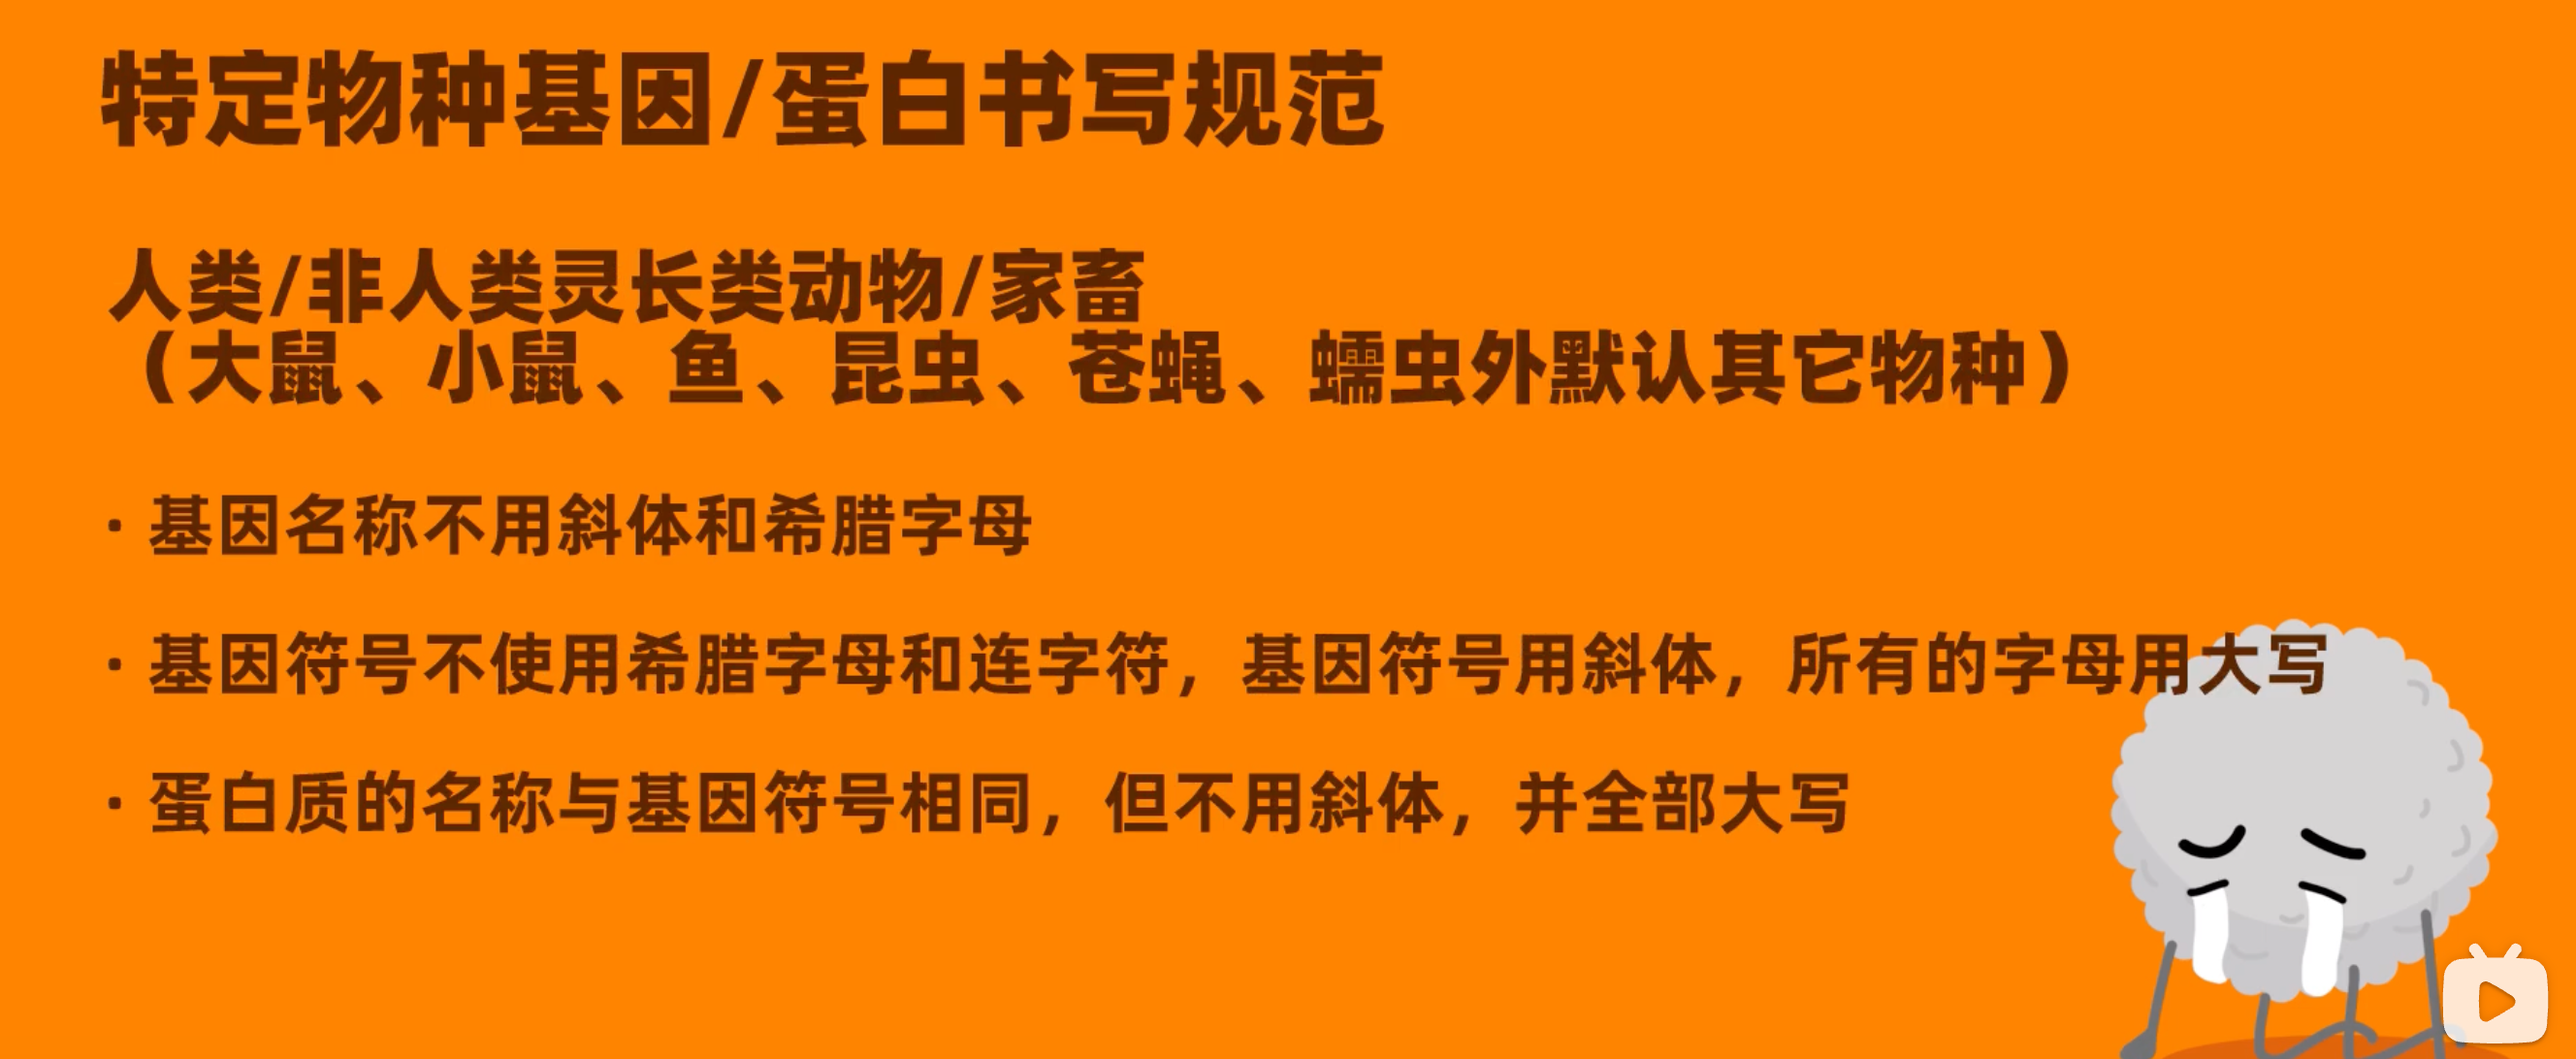 特定物种基因/蛋白书写规范
人类/非人类灵长类动物/家畜
（大鼠、小鼠、鱼、昆虫、苍蝇、蠕虫外默认其它物种）
· 基因名称不用斜体和希腊字母
· 基因符号不使用希腊字母和连字符，基因符号用斜体，所有的字母用大写
· 蛋白质的名称与基因符号相同，但不用斜体，并全部大写